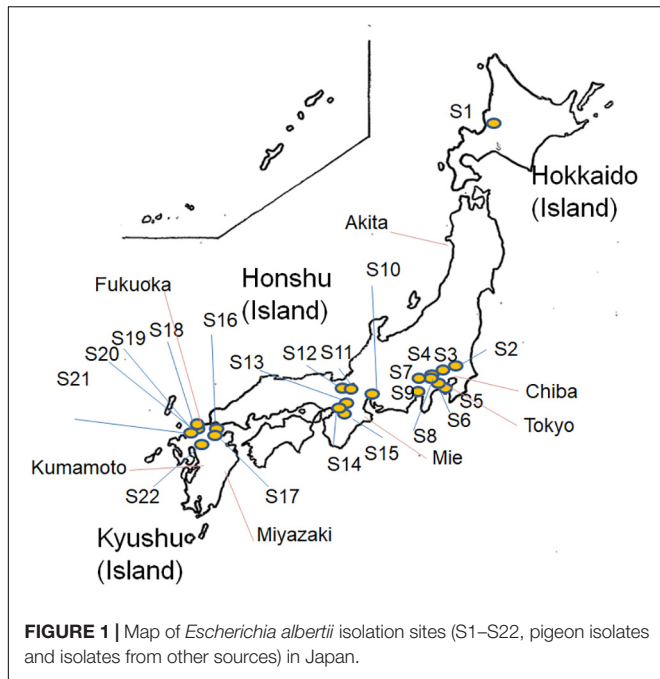 S1
Hokkaido
(Island)
Akita
Honshu
(Island)
S10
Fukuoka
S18
S16
S19
S20
S21
S13
S12
S11
S4
S3
S2
S7
S9
Chiba
S5
Tokyo
S6
S8
Mie
S15
S14
Kumamoto
S22
S17
Miyazaki
Kyushu
(Island)
FIGURE 1 | Map of Escherichia albertii isolation sites (S1–S22, pigeon isolates
and isolates from other sources) in Japan.